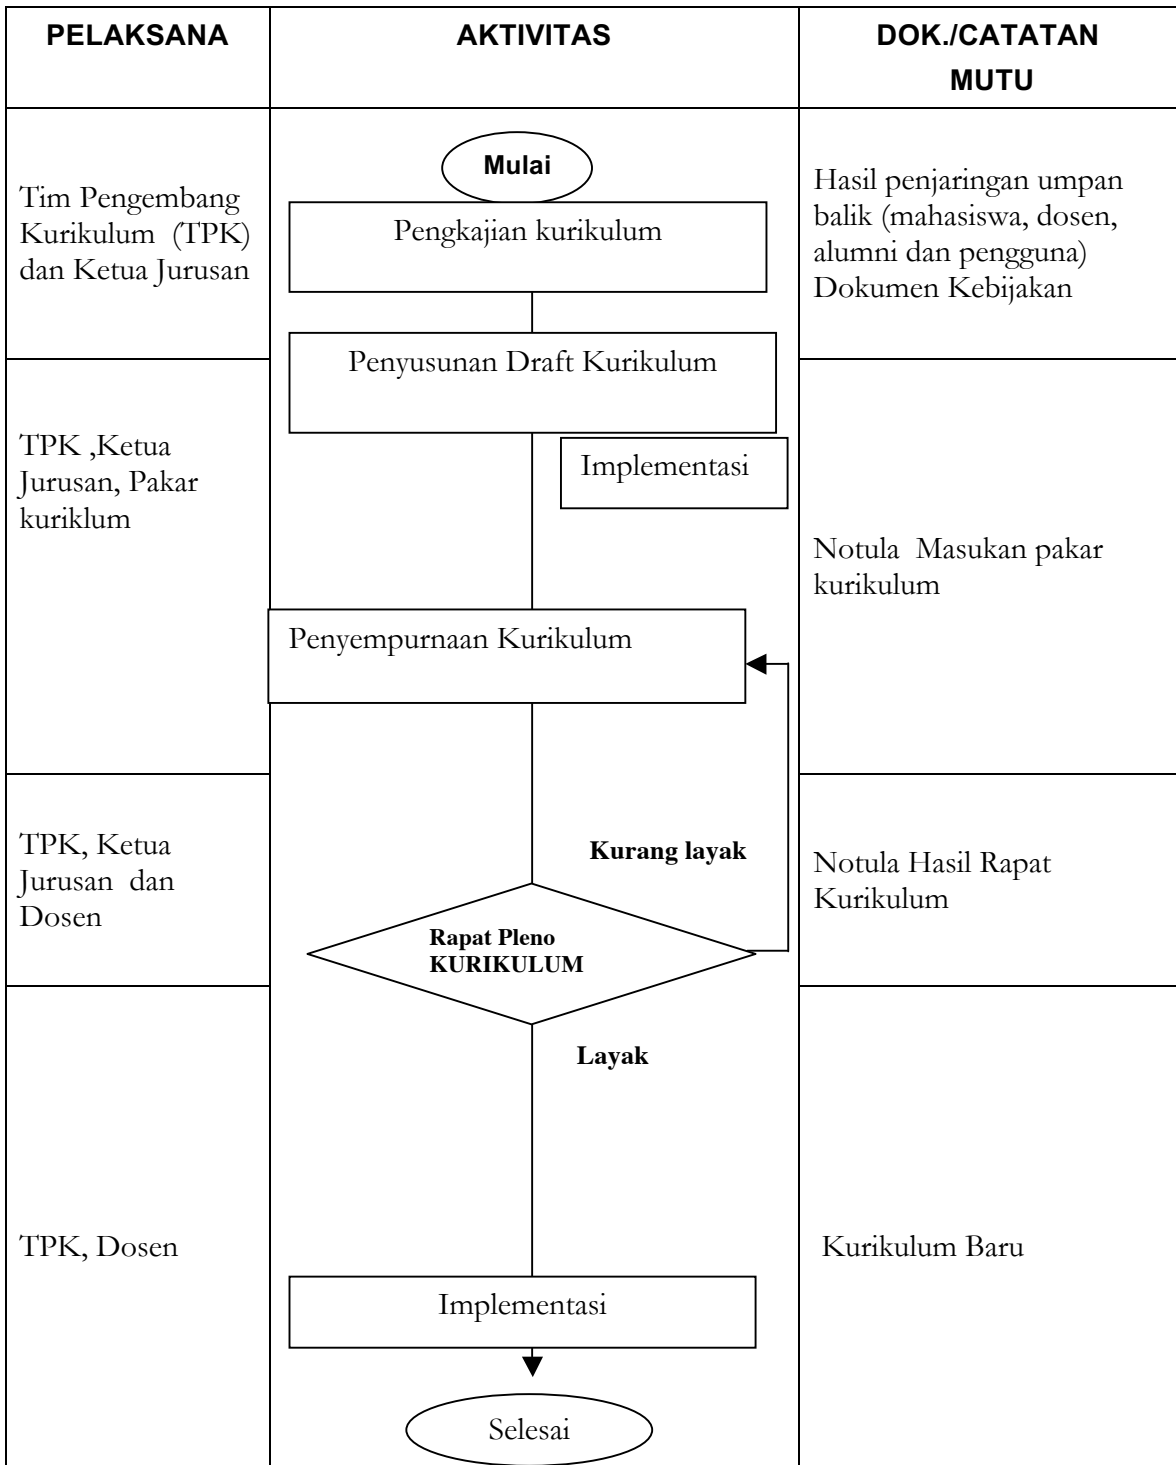 PELAKSANA
AKTIVITAS
DOK./CATATAN
MUTU
Tim Pengembang
Kurikulum (TPK)
dan Ketua Jurusan
Mulai
Pengkajian kurikulum
Hasil penjaringan umpan
balik (mahasiswa, dosen,
alumni dan pengguna)
Dokumen Kebijakan
Penyusunan Draft Kurikulum
TPK ,Ketua
Jurusan, Pakar
kuriklum
Implementasi
Penyempurnaan Kurikulum
Notula Masukan pakar
kurikulum
TPK, Ketua
Jurusan dan
Dosen
Kurang layak
Rapat Pleno
KURIKULUM
Notula Hasil Rapat
Kurikulum
Layak
TPK, Dosen
Implementasi
Selesai
Kurikulum Baru